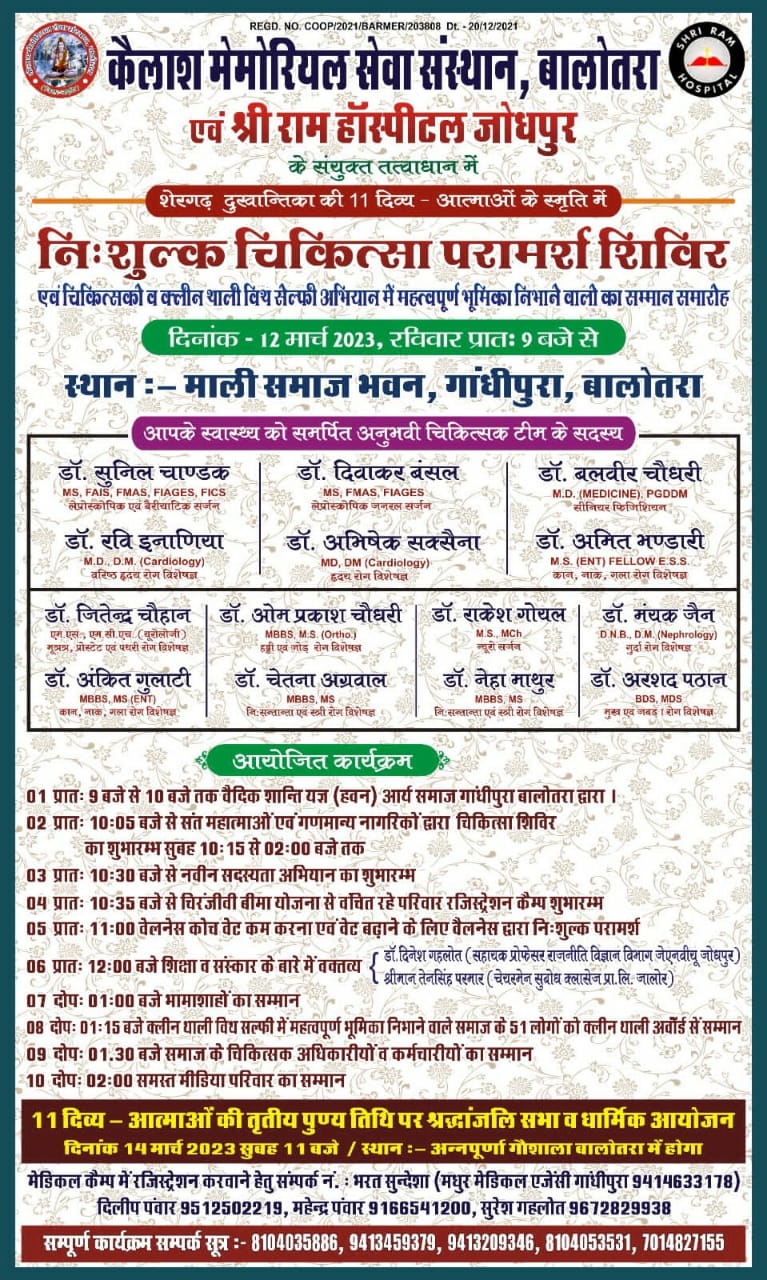 REGD. NO. COOP/2021/BARMER/203808 Dt. - 20/12/2021
कैलाश मेमोरियल सेवा संस्थान, बालोतरा
SHRI RAM HOSPITAL
एवं श्री राम हॉस्पीटल जोधपुर
के संयुक्त तत्वाधान में
शेरगढ़ दुखान्तिका की 11 दिव्य - आत्माओं के स्मृति में
निःशुल्क चिकित्सा परामर्श शिविर
एवं चिकित्सको व क्लीन थाली विथ सेल्फी अभियान में महत्वपूर्ण भूमिका निभाने वालो का सम्मान समारोह
दिनांक - 12 मार्च 2023, रविवार प्रातः 9 बजे से
स्थान :– माली समाज भवन, गांधीपुरा, बालोतरा
आपके स्वास्थ्य को समर्पित अनुभवी चिकित्सक टीम के सदस्य
डॉ. सुनिल चाण्डक
MS, FAIS, FMAS, FIAGES, FICS
लेप्रोस्कोपिक एवं बैरीयाटिक सर्जन
डॉ. दिवाकर बंसल
MS, FMAS, FIAGES
लेप्रोस्कोपिक जनरल सर्जन
डॉ. बलवीर चौधरी
M.D. (MEDICINE), PGDDM
सीनियर फिजिशियन
डॉ. रवि इनाणिया
M.D., D.M. (Cardiology)
वरिष्ठ हृदय रोग विशेषज्ञ
डॉ. अभिषेक सक्सैना
MD, DM (Cardiology)
हृदय रोग विशेषज्ञ
डॉ. अमित भण्डारी
M.S. (ENT) FELLOW E.S.S.
कान, नाक, गला रोग विशेषज्ञ
डॉ. जितेन्द्र चौहान
एम.एस., एम.सी.एच. (यूरोलोजी)
मूत्र, प्रोस्टेट एवं पथरी रोग विशेषज्ञ
डॉ. ओम प्रकाश चौधरी
MBBS, M.S. (Ortho.)
हड्डी एवं जोड़ रोग विशेषज्ञ
डॉ. राकेश गोयल
M.S., MCh
न्यूरो सर्जन
डॉ. मंयक जैन
D.N.B., D.M. (Nephrology)
गुर्दा रोग विशेषज्ञ
डॉ. अंकित गुलाटी
MBBS, MS (ENT)
कान, नाक, गला रोग विशेषज्ञ
डॉ. चेतना अग्रवाल
MBBS, MS
नि:सन्तानता एवं स्त्री रोग विशेषज्ञ
डॉ. नेहा माथुर
MBBS, MS
नि:सन्तानता एवं स्त्री रोग विशेषज्ञ
डॉ. अरशद पठान
BDS, MDS
मुख एवं जबड़ा रोग विशेषज्ञ
आयोजित कार्यक्रम
01 प्रातः 9 बजे से 10 बजे तक वैदिक शान्ति यज्ञ (हवन) आर्य समाज गांधीपुरा बालोतरा द्वारा ।
02 प्रातः 10:05 बजे से संत महात्माओं एवं गणमान्य नागरिकों द्वारा चिकित्सा शिविर
का शुभारम्भ सुबह 10:15 से 02:00 बजे तक
03 प्रातः 10:30 बजे से नवीन सदस्यता अभियान का शुभारम्भ
04 प्रातः 10:35 बजे से चिरजीवी बीमा योजना से वंचित रहे परिवार रजिस्ट्रेशन कैम्प शुभारम्भ
05 प्रातः 11:00 वेलनेस कोच वेट कम करना एवं वेट बढ़ाने के लिए वैलनेस द्वारा निःशुल्क परामर्श
06 प्रातः 12:00 बजे शिक्षा व संस्कार के बारे में वक्तव्य { डॉ.दिनेश गहलोत (सहायक प्रोफेसर राजनीति विज्ञान विभाग जेएनवीयू जोधपुर)
श्रीमान तेनसिंह परमार (चेयरमेन सुबोध क्लासेज प्रा.लि. जालोर)
07 दोपः 01:00 बजे भामाशाहों का सम्मान
08 दोपः 01:15 बजे क्लीन थाली विथ सल्फी में महत्वपूर्ण भूमिका निभाने वाले समाज के 51 लोगों को क्लीन थाली अर्वोर्ड से सम्मान
09 दोपः 01.30 बजे समाज के चिकित्सक अधिकारीयों व कर्मचारीयों का सम्मान
10 दोपः 02:00 समस्त मीडिया परिवार का सम्मान
11 दिव्य – आत्माओं की तृतीय पुण्य तिथि पर श्रद्धांजलि सभा व धार्मिक आयोजन
दिनांक 14 मार्च 2023 सुबह 11 बजे / स्थान :– अन्नपूर्णा गौशाला बालोतरा में होगा
मेडिकल कैम्प में रजिस्ट्रेशन करवाने हेतु संम्पर्क नं. : भरत सुन्देशा (मधुर मेडिकल एजेंसी गांधीपुरा 9414633178)
दिलीप पंवार 9512502219, महेन्द्र पंवार 9166541200, सुरेश गहलोत 9672829938
सम्पूर्ण कार्यक्रम सम्पर्क सूत्र :- 8104035886, 9413459379, 9413209346, 8104053531, 7014827155